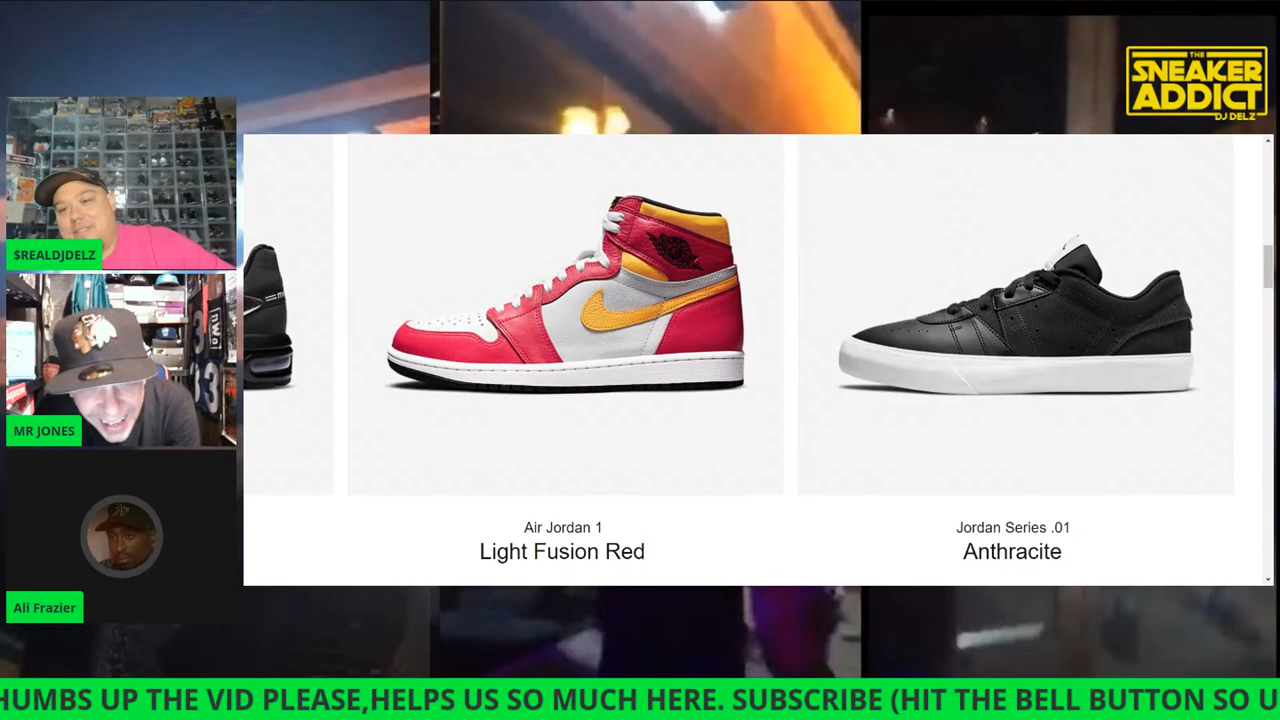 THE
SNEAKER
ADDICT
DJ DELZ
$REALDJDELZ
MR JONES
Ali Frazier
Air Jordan 1
Light Fusion Red
Jordan Series .01
Anthracite
HUMBS UP THE VID PLEASE,HELPS US SO MUCH HERE. SUBSCRIBE (HIT THE BELL BUTTON SO U